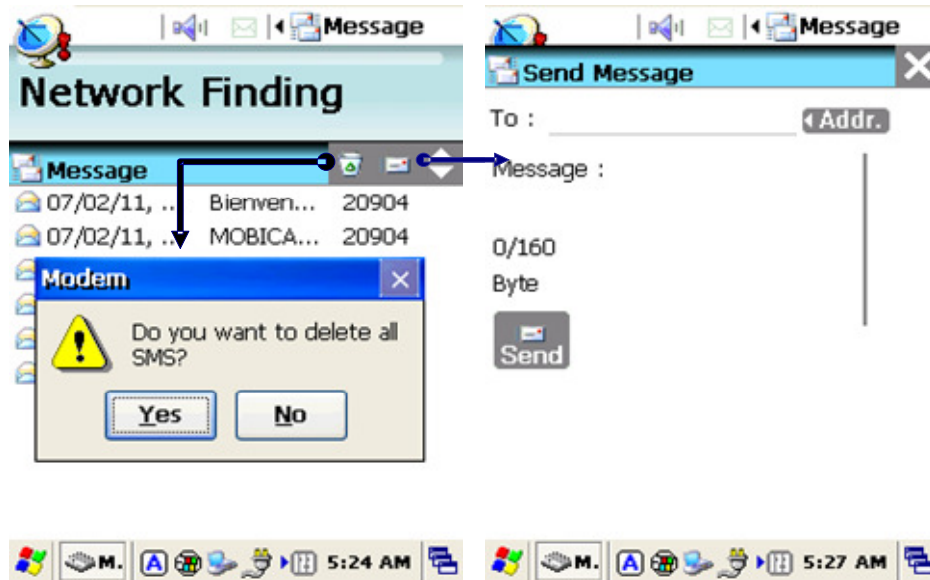 Message
Network Finding
Message
07/02/11, ... Bienven... 20904
07/02/11, ... MOBICA... 20904
Modem
Do you want to delete all
SMS?
Yes No
M. A 5:24 AM
Message
Send Message
To : Addr.
Message :
0/160
Byte
Send
M. A 5:27 AM